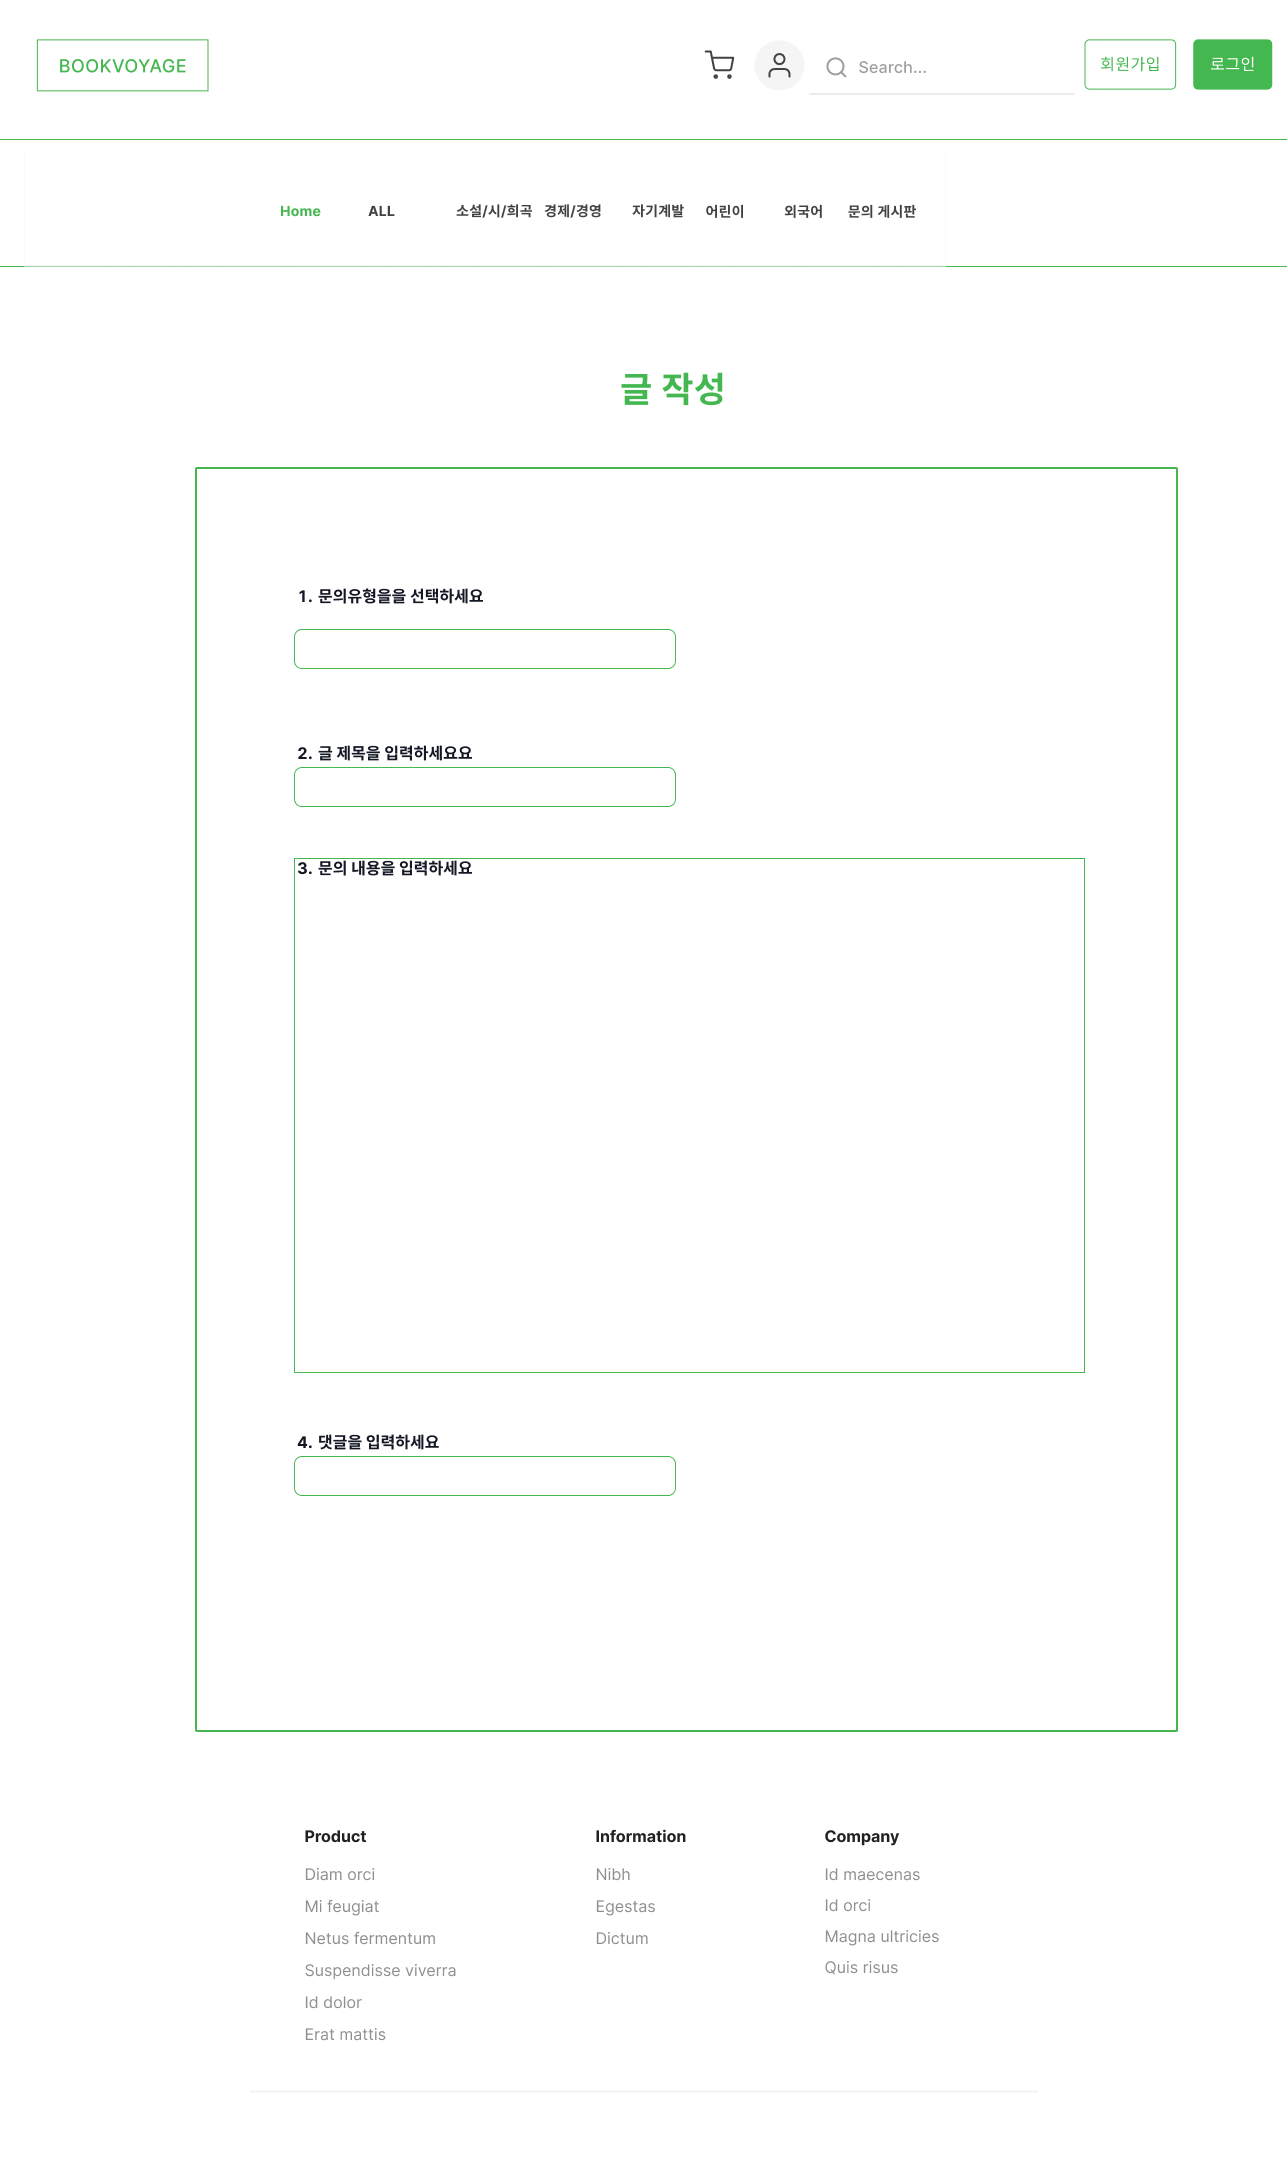 BOOKVOYAGE
Search...
회원가입
로그인
Home ALL 소설/시/희곡 경제/경영 자기계발 어린이 외국어 문의 게시판
글 작성
1. 문의유형을을 선택하세요
2. 글 제목을 입력하세요요
3. 문의 내용을 입력하세요
4. 댓글을 입력하세요
Product
Diam orci
Mi feugiat
Netus fermentum
Suspendisse viverra
Id dolor
Erat mattis
Information
Nibh
Egestas
Dictum
Company
Id maecenas
Id orci
Magna ultricies
Quis risus